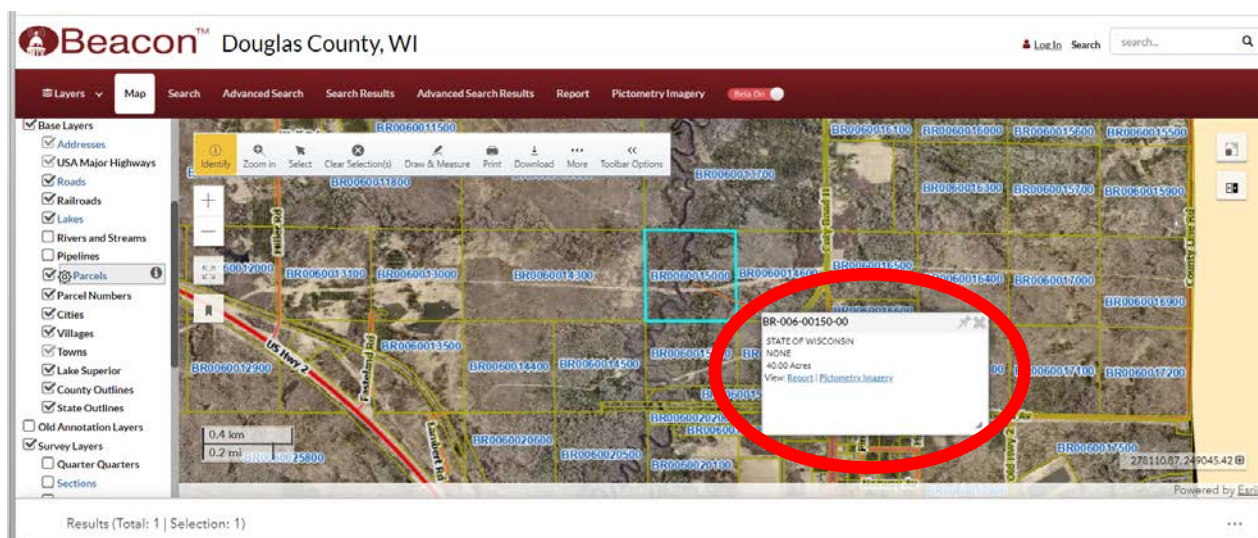 Beacon™ Douglas County, WI
Log In Search search...
Layers Map Search Advanced Search Search Results Advanced Search Results Report Pictometry Imagery Beta On
Base Layers
Addresses
USA Major Highways
Roads
Railroads
Lakes
Rivers and Streams
Pipelines
Parcels
Parcel Numbers
Cities
Villages
Towns
Lake Superior
County Outlines
State Outlines
Old Annotation Layers
Survey Layers
Quarter Quarters
Sections
Identify Zoom in Select Clear Selection(s) Draw & Measure Print Download More Toolbar Options
BR0060011500
BR0060016100 BR0060016000 BR0060015600 BR0060015500
BR0060011800
BR0060013700
BR0060016300 BR0060015700 BR0060015900
County Line Rd
BR0060013100 BR0060013000 BR0060014300 BR0060015000 BR0060014600 BR0060016500
BR0060016400 BR0060017000
BR0060016900
US Hwy 2
BR0060013500
BR0060012900 BR0060014400 BR0060014500
BR0060017100 BR0060017200
BR-006-00150-00
STATE OF WISCONSIN
NONE
40.00 Acres
View: Report | Pictometry Imagery
Lambert Rd
BR0060020600
BR0060020500
BR0060020100
BR0060017500
0.4 km
0.2 mi
278110.87, 249045.42
Powered by Esri
Results (Total: 1 | Selection: 1)